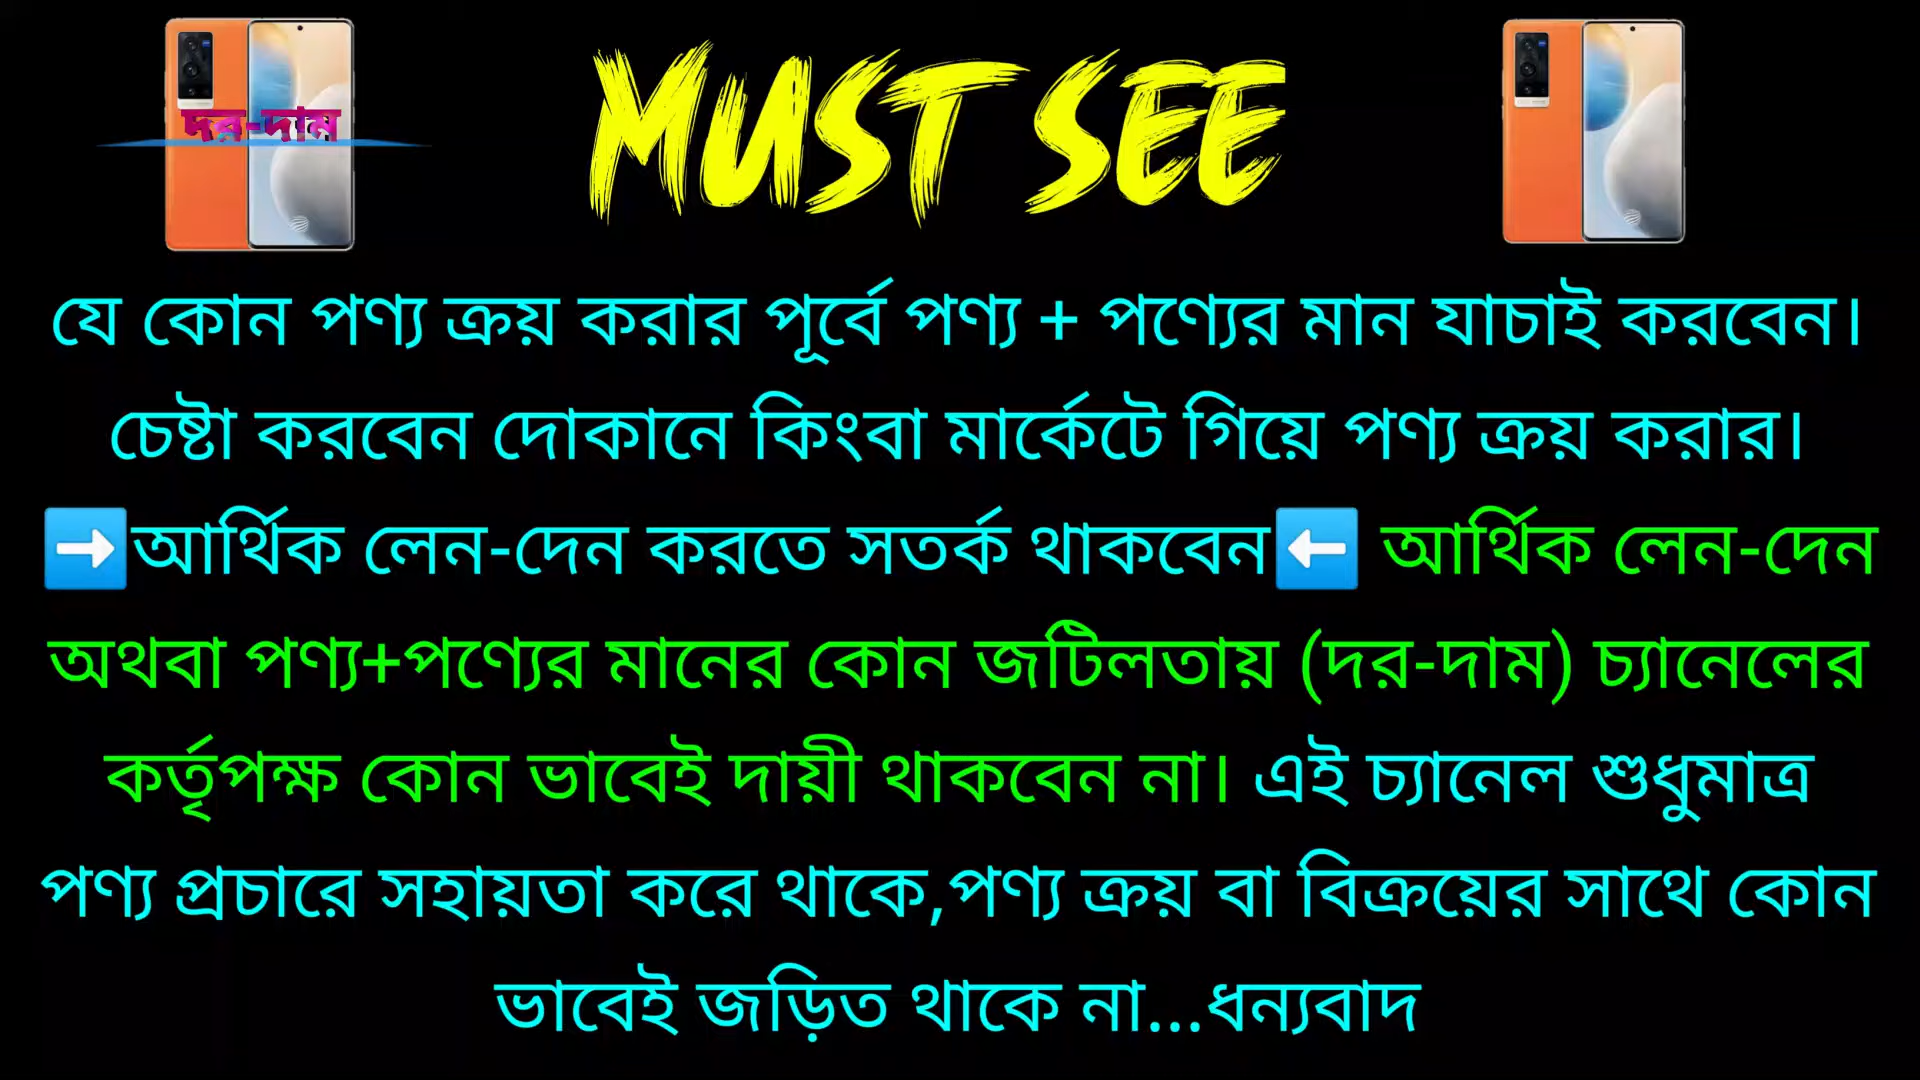 MUST SEE
দর-দাম
যে কোন পণ্য ক্রয় করার পূর্বে পণ্য + পণ্যের মান যাচাই করবেন।
চেষ্টা করবেন দোকানে কিংবা মার্কেটে গিয়ে পণ্য ক্রয় করার।
➡️আর্থিক লেন-দেন করতে সতর্ক থাকবেন⬅️ আর্থিক লেন-দেন
অথবা পণ্য+পণ্যের মানের কোন জটিলতায় (দর-দাম) চ্যানেলের
কর্তৃপক্ষ কোন ভাবেই দায়ী থাকবেন না। এই চ্যানেল শুধুমাত্র
পণ্য প্রচারে সহায়তা করে থাকে,পণ্য ক্রয় বা বিক্রয়ের সাথে কোন
ভাবেই জড়িত থাকে না...ধন্যবাদ